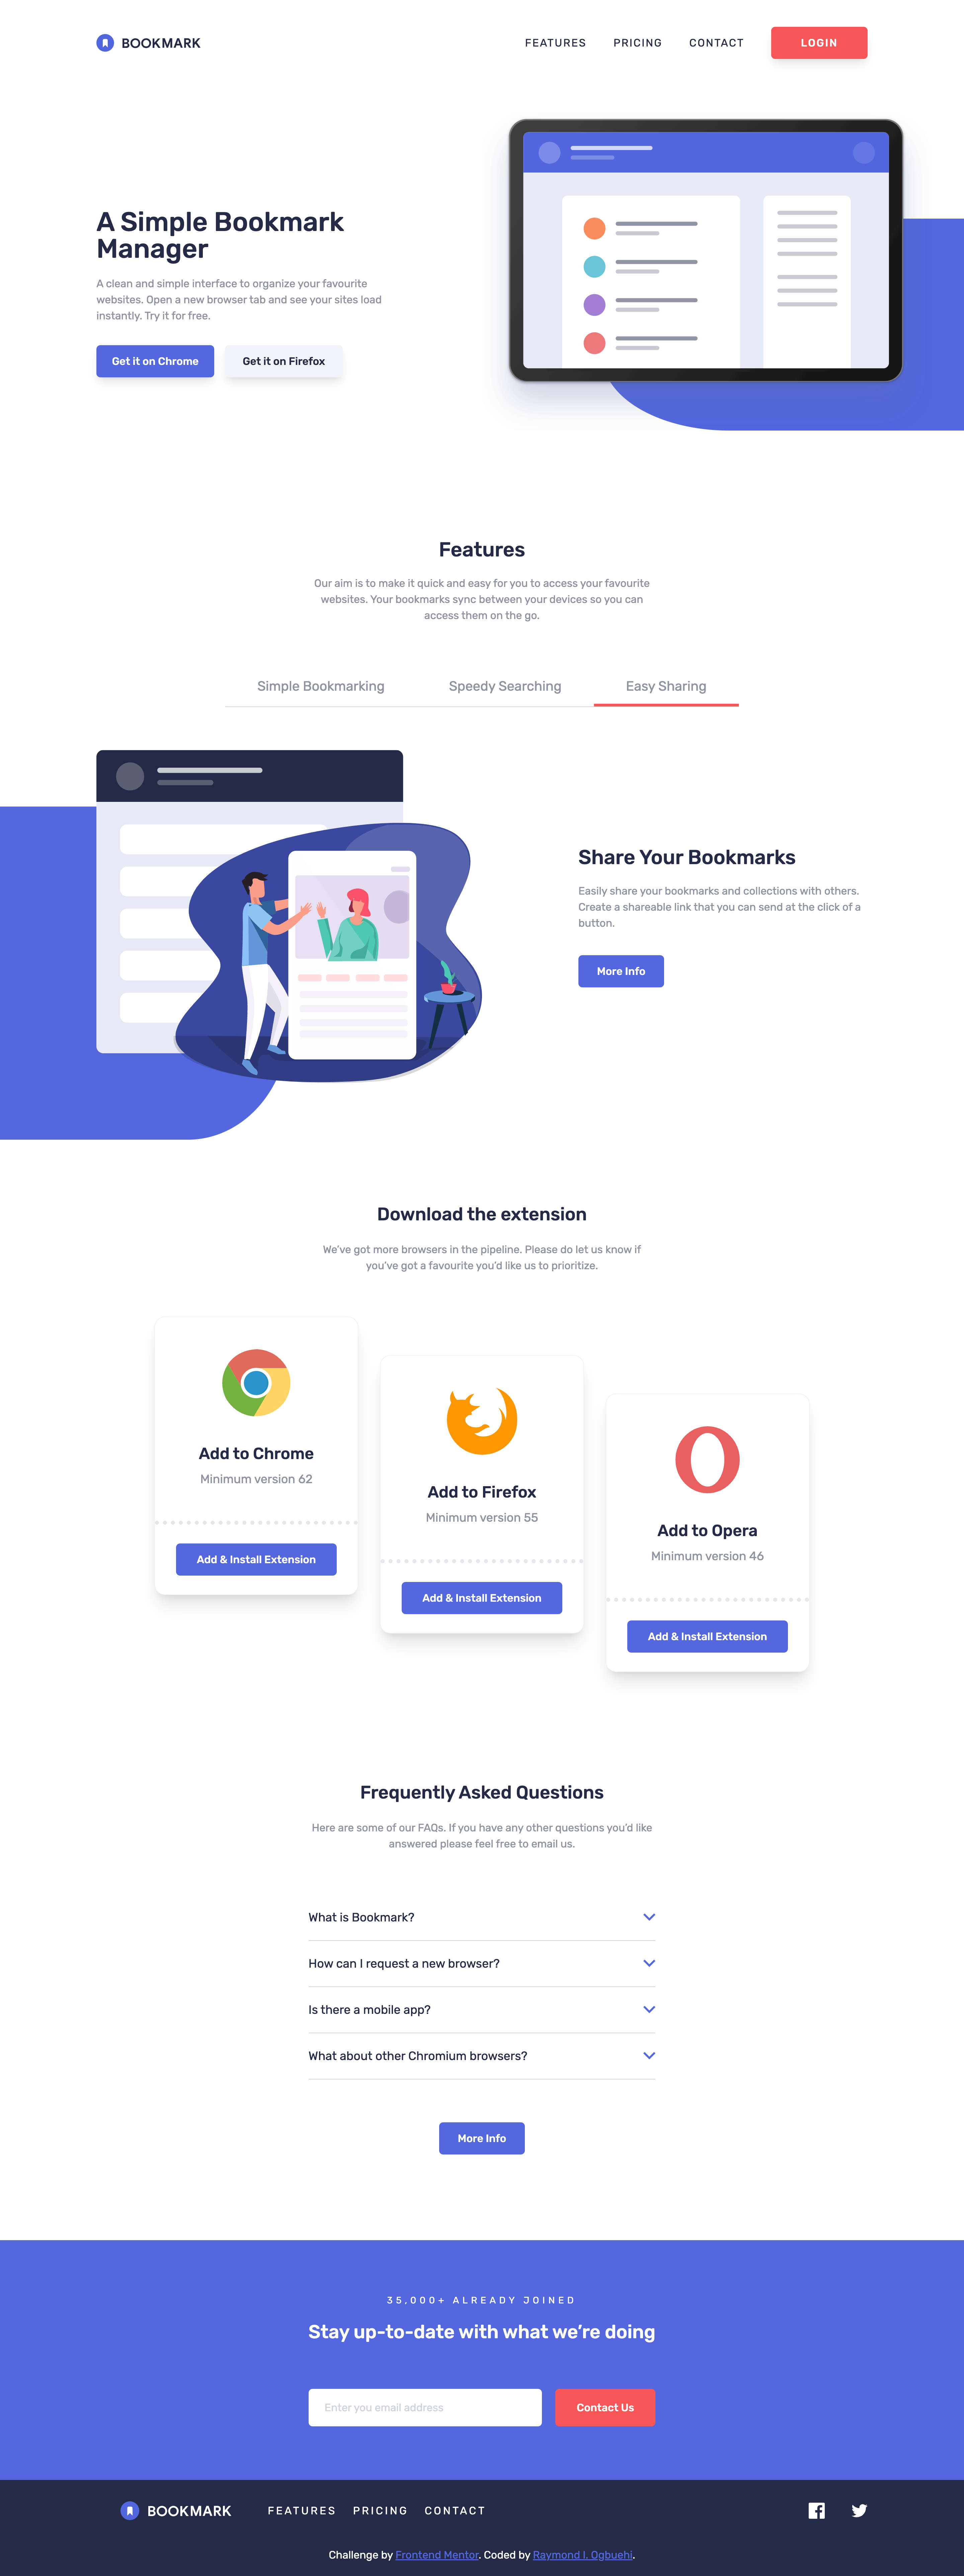 BOOKMARK
FEATURES
PRICING
CONTACT
LOGIN
A Simple Bookmark
Manager
A clean and simple interface to organize your favourite
websites. Open a new browser tab and see your sites load
instantly. Try it for free.
Get it on Chrome
Get it on Firefox
Features
Our aim is to make it quick and easy for you to access your favourite
websites. Your bookmarks sync between your devices so you can
access them on the go.
Simple Bookmarking
Speedy Searching
Easy Sharing
Share Your Bookmarks
Easily share your bookmarks and collections with others.
Create a shareable link that you can send at the click of a
button.
More Info
Download the extension
We've got more browsers in the pipeline. Please do let us know if
you've got a favourite you'd like us to prioritize.
Add to Chrome
Minimum version 62
Add & Install Extension
Add to Firefox
Minimum version 55
Add & Install Extension
Add to Opera
Minimum version 46
Add & Install Extension
Frequently Asked Questions
Here are some of our FAQs. If you have any other questions you'd like
answered please feel free to email us.
What is Bookmark?
How can I request a new browser?
Is there a mobile app?
What about other Chromium browsers?
More Info
35,000+ ALREADY JOINED
Stay up-to-date with what we're doing
Enter you email address
Contact Us
BOOKMARK
FEATURES
PRICING
CONTACT
Challenge by Frontend Mentor. Coded by Raymond I. Ogbuehi.